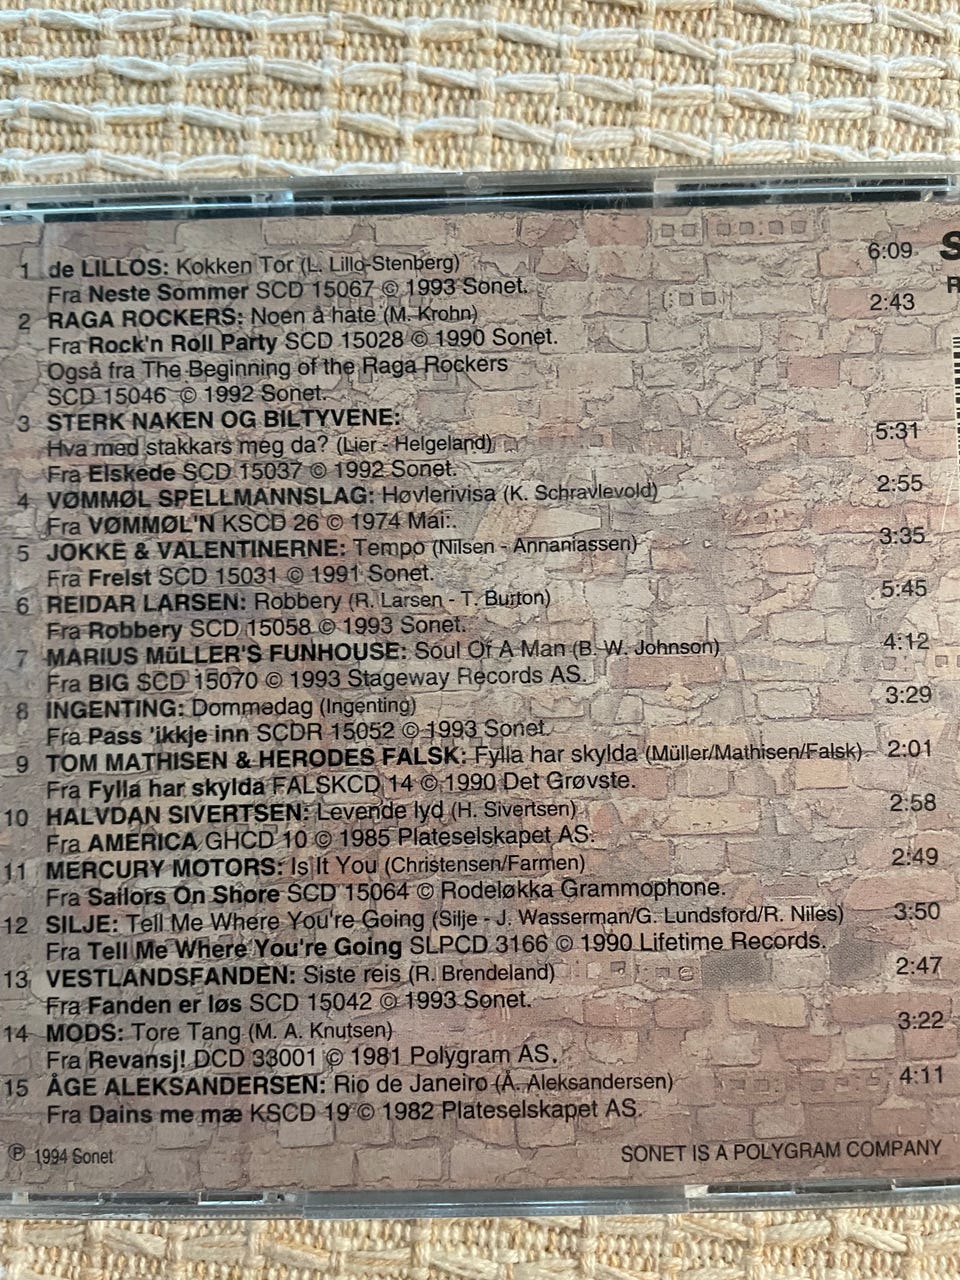 1 de LILLOS: Kokken Tor (L. Lillo-Stenberg) 6:09
Fra Neste Sommer SCD 15067 © 1993 Sonet.
2 RAGA ROCKERS: Noen å hate (M. Krohn) 2:43
Fra Rock'n Roll Party SCD 15028 © 1990 Sonet.
Også fra The Beginning of the Raga Rockers
SCD 15046 © 1992 Sonet.
3 STERK NAKEN OG BILTYVENE:
Hva med stakkars meg da? (Lier - Helgeland) 5:31
Fra Elskede SCD 15037 © 1992 Sonet.
4 VØMMØL SPELLMANNSLAG: Høvlerivisa (K. Schravlevold) 2:55
Fra VØMMØL'N KSCD 26 © 1974 Mai.
5 JOKKE & VALENTINERNE: Tempo (Nilsen - Annaniassen) 3:35
Fra Frelst SCD 15031 © 1991 Sonet.
6 REIDAR LARSEN: Robbery (R. Larsen - T. Burton) 5:45
Fra Robbery SCD 15058 © 1993 Sonet.
7 MARIUS MüLLER'S FUNHOUSE: Soul Of A Man (B. W. Johnson) 4:12
Fra BIG SCD 15070 © 1993 Stageway Records AS.
8 INGENTING: Dommedag (Ingenting) 3:29
Fra Pass 'ikkje inn SCDR 15052 © 1993 Sonet.
9 TOM MATHISEN & HERODES FALSK: Fylla har skylda (Müller/Mathisen/Falsk) 2:01
Fra Fylla har skylda FALSKCD 14 © 1990 Det Grøvste.
10 HALVDAN SIVERTSEN: Levende lyd (H. Sivertsen) 2:58
Fra AMERICA GHCD 10 © 1985 Plateselskapet AS.
11 MERCURY MOTORS: Is It You (Christensen/Farmen) 2:49
Fra Sailors On Shore SCD 15064 © Rodeløkka Grammophone.
12 SILJE: Tell Me Where You're Going (Silje - J. Wasserman/G. Lundsford/R. Niles) 3:50
Fra Tell Me Where You're Going SLPCD 3166 © 1990 Lifetime Records.
13 VESTLANDSFANDEN: Siste reis (R. Brendeland) 2:47
Fra Fanden er løs SCD 15042 © 1993 Sonet.
14 MODS: Tore Tang (M. A. Knutsen) 3:22
Fra Revansj! DCD 33001 © 1981 Polygram AS.
15 ÅGE ALEKSANDERSEN: Rio de Janeiro (Å. Aleksandersen) 4:11
Fra Dains me mæ KSCD 19 © 1982 Plateselskapet AS.
℗ 1994 Sonet
SONET IS A POLYGRAM COMPANY